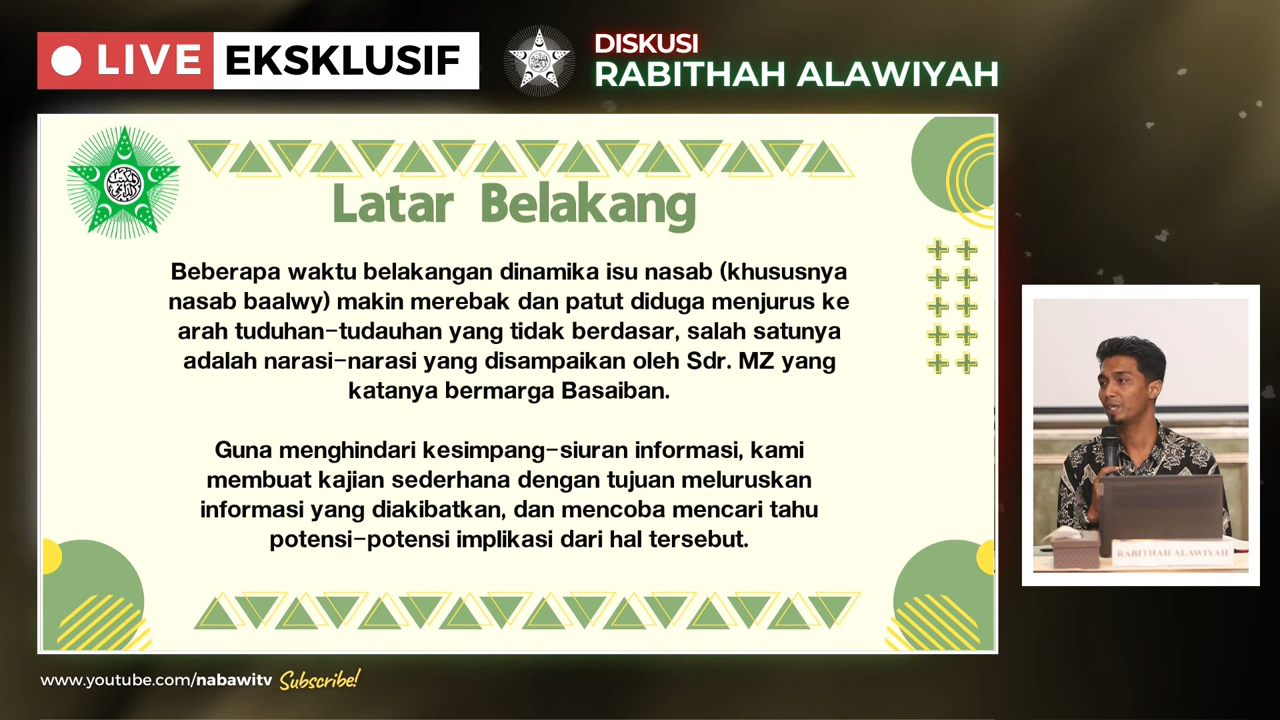 LIVE EKSKLUSIF
DISKUSI
RABITHAH ALAWIYAH
Latar Belakang
Beberapa waktu belakangan dinamika isu nasab (khususnya
nasab baalwy) makin merebak dan patut diduga menjurus ke
arah tuduhan-tudauhan yang tidak berdasar, salah satunya
adalah narasi-narasi yang disampaikan oleh Sdr. MZ yang
katanya bermarga Basaiban.
Guna menghindari kesimpang-siuran informasi, kami
membuat kajian sederhana dengan tujuan meluruskan
informasi yang diakibatkan, dan mencoba mencari tahu
potensi-potensi implikasi dari hal tersebut.
RABITHAH ALAWIYAH
www.youtube.com/nabawitv Subscribe!